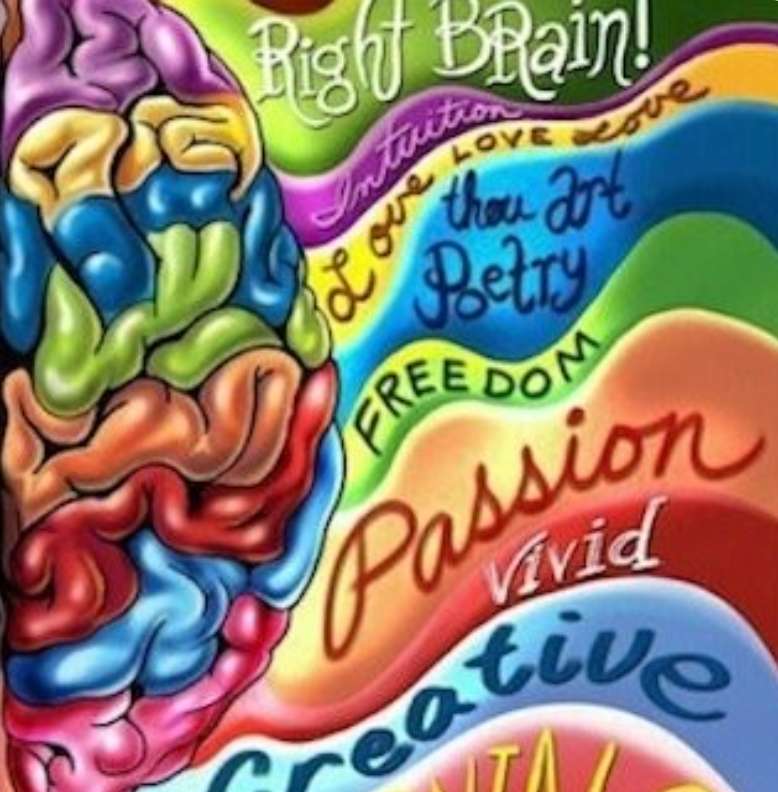 Right BRain!
Intuition
Love LOVE Love
thou art
Poetry
FREEDOM
Passion
Vivid
Creative